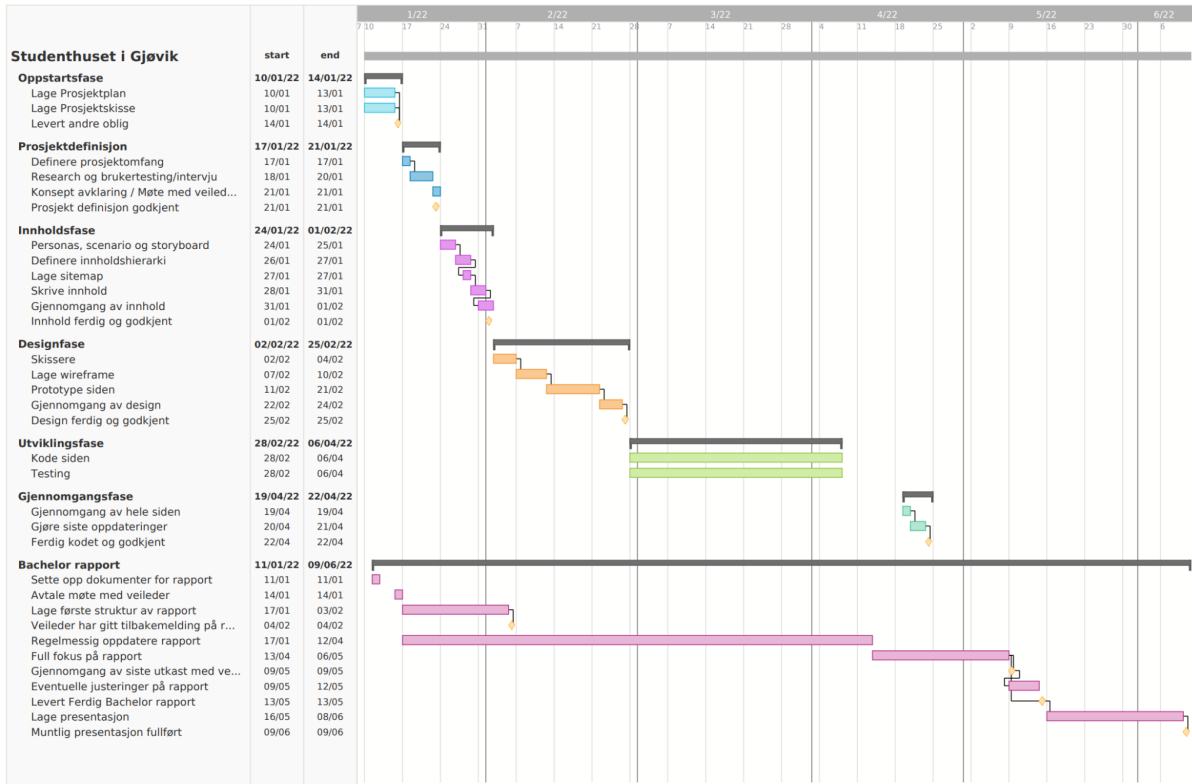 1/22 2/22 3/22 4/22 5/22 6/22
7 10 17 24 31 7 14 21 28 7 14 21 28 4 11 18 25 2 9 16 23 30 6
Studenthuset i Gjøvik start end
Oppstartsfase 10/01/22 14/01/22
Lage Prosjektplan 10/01 13/01
Lage Prosjektskisse 10/01 13/01
Levert andre oblig 14/01 14/01
Prosjektdefinisjon 17/01/22 21/01/22
Definere prosjektomfang 17/01 17/01
Research og brukertesting/intervju 18/01 20/01
Konsept avklaring / Møte med veiled... 21/01 21/01
Prosjekt definisjon godkjent 21/01 21/01
Innholdsfase 24/01/22 01/02/22
Personas, scenario og storyboard 24/01 25/01
Definere innholdshierarki 26/01 27/01
Lage sitemap 27/01 27/01
Skrive innhold 28/01 31/01
Gjennomgang av innhold 31/01 01/02
Innhold ferdig og godkjent 01/02 01/02
Designfase 02/02/22 25/02/22
Skissere 02/02 04/02
Lage wireframe 07/02 10/02
Prototype siden 11/02 21/02
Gjennomgang av design 22/02 24/02
Design ferdig og godkjent 25/02 25/02
Utviklingsfase 28/02/22 06/04/22
Kode siden 28/02 06/04
Testing 28/02 06/04
Gjennomgangsfase 19/04/22 22/04/22
Gjennomgang av hele siden 19/04 19/04
Gjøre siste oppdateringer 20/04 21/04
Ferdig kodet og godkjent 22/04 22/04
Bachelor rapport 11/01/22 09/06/22
Sette opp dokumenter for rapport 11/01 11/01
Avtale møte med veileder 14/01 14/01
Lage første struktur av rapport 17/01 03/02
Veileder har gitt tilbakemelding på r... 04/02 04/02
Regelmessig oppdatere rapport 17/01 12/04
Full fokus på rapport 13/04 06/05
Gjennomgang av siste utkast med ve... 09/05 09/05
Eventuelle justeringer på rapport 09/05 12/05
Levert Ferdig Bachelor rapport 13/05 13/05
Lage presentasjon 16/05 08/06
Muntlig presentasjon fullført 09/06 09/06